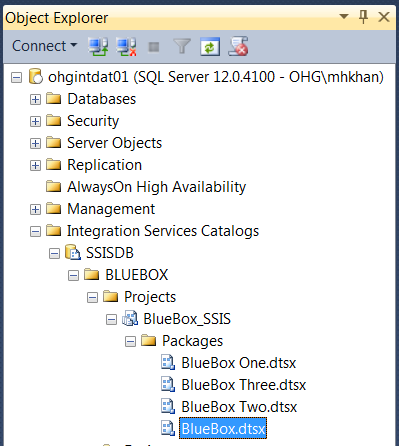 Object Explorer
Connect
ohgintdat01 (SQL Server 12.0.4100 - OHG\mhkhan)
Databases
Security
Server Objects
Replication
AlwaysOn High Availability
Management
Integration Services Catalogs
SSISDB
BLUEBOX
Projects
BlueBox_SSIS
Packages
BlueBox One.dtsx
BlueBox Three.dtsx
BlueBox Two.dtsx
BlueBox.dtsx